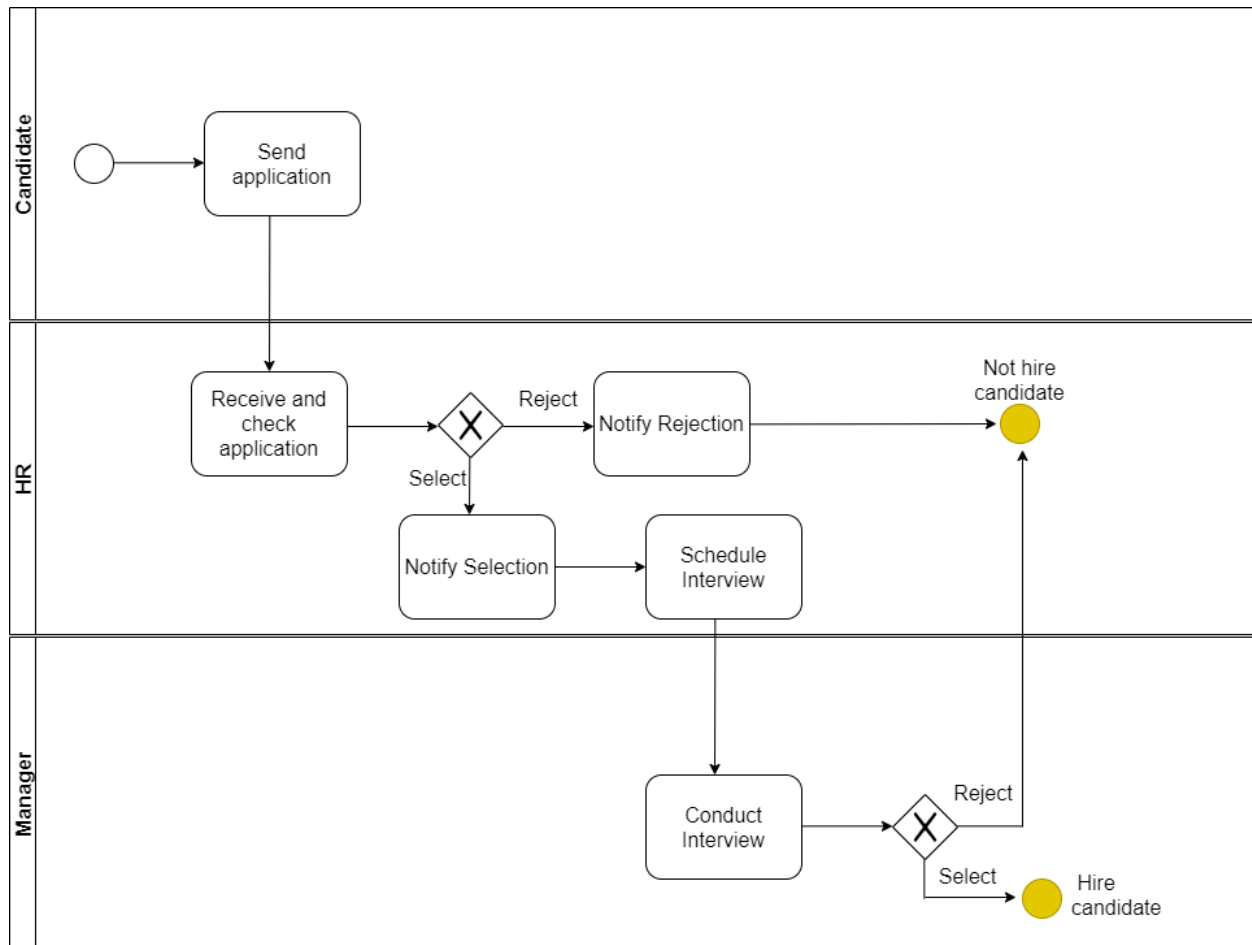 Candidate
Send
application
HR
Receive and
check
application
Reject
Notify Rejection
Not hire
candidate
Select
Notify Selection
Schedule
Interview
Manager
Conduct
Interview
Reject
Select
Hire
candidate